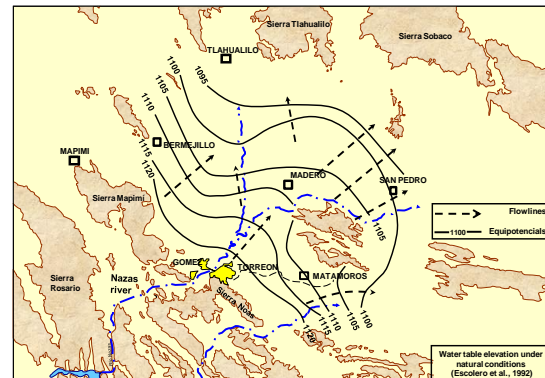 Sierra Tlahualilo
Sierra
Sobaco
TLAHUALILO
1095
1100
1105
1110
1115
1120
BERMEJILLO
MAPIMI
MADERO
SAN PEDRO
Sierra Mapimí
Flowlines
1100
Equipotencials
1105
GOMEZ
TORREON
MATAMOROS
Sierra
Rosario
Nazas
river
Sierra Noas
1120
1115
1110
1105
1100
Water table elevation under
natural conditions
(Escolero et al., 1992)